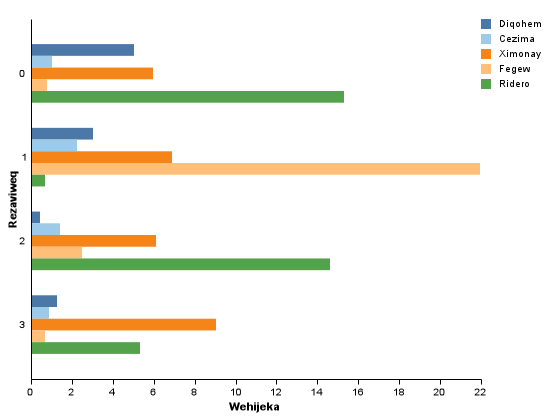 Diqohem
Cezima
Ximonay
Fegew
Ridero
Rezaviweq
0
1
2
3
0 2 4 6 8 10 12 14 16 18 20 22
Wehijeka